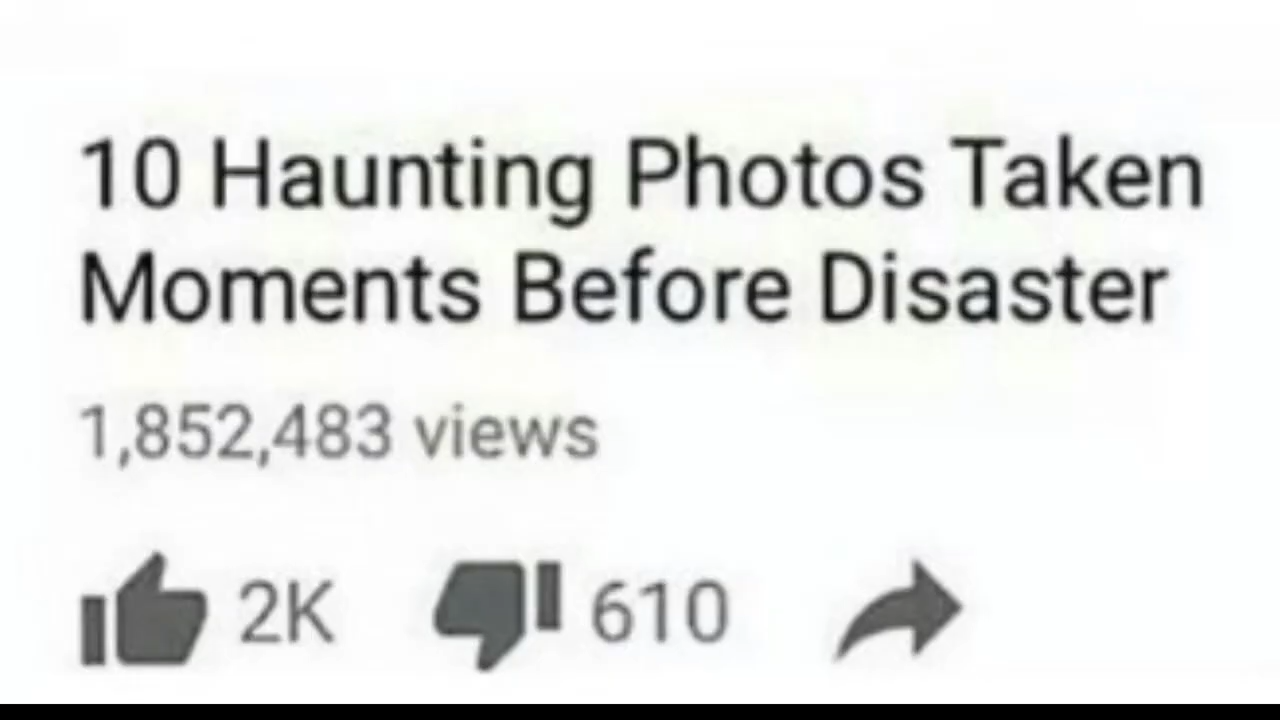 10 Haunting Photos Taken
Moments Before Disaster
1,852,483 views
2K 610